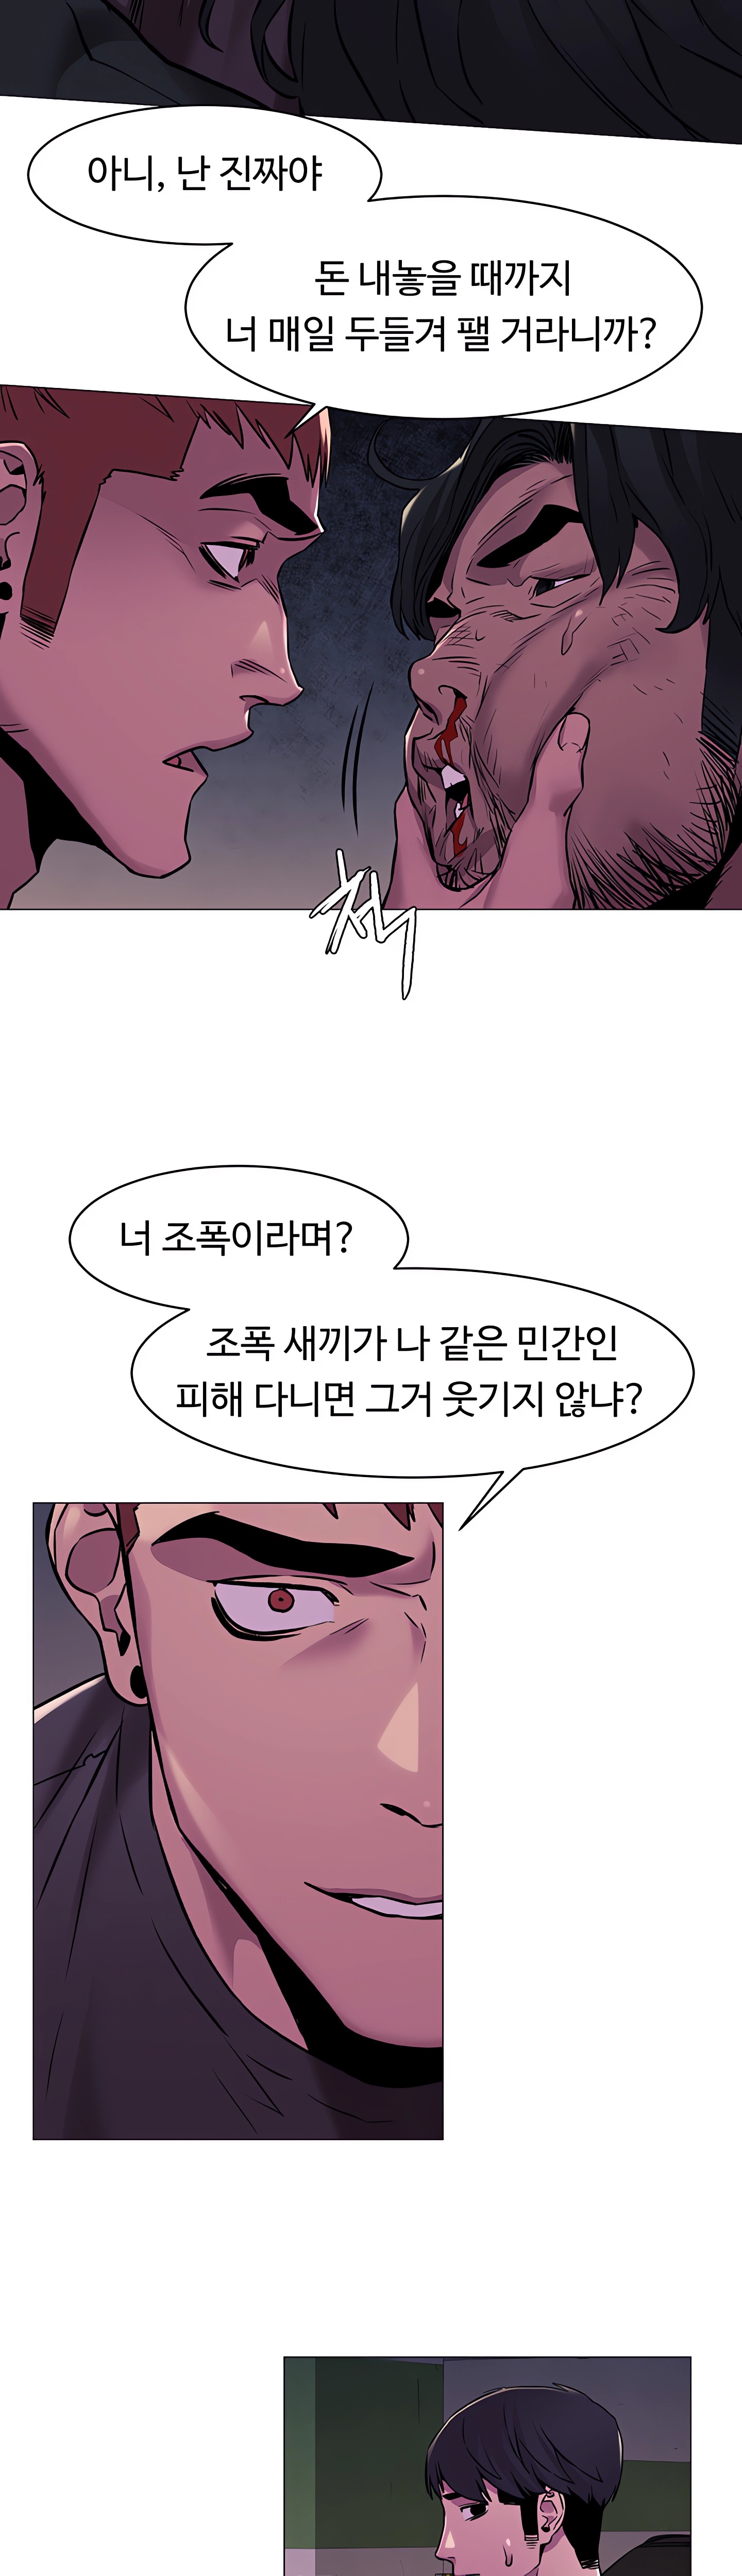 아니, 난 진짜야
돈 내놓을 때까지
너 매일 두들겨 팰 거라니까?
너 조폭이라며?
조폭 새끼가 나 같은 민간인
피해 다니면 그거 웃기지 않냐?